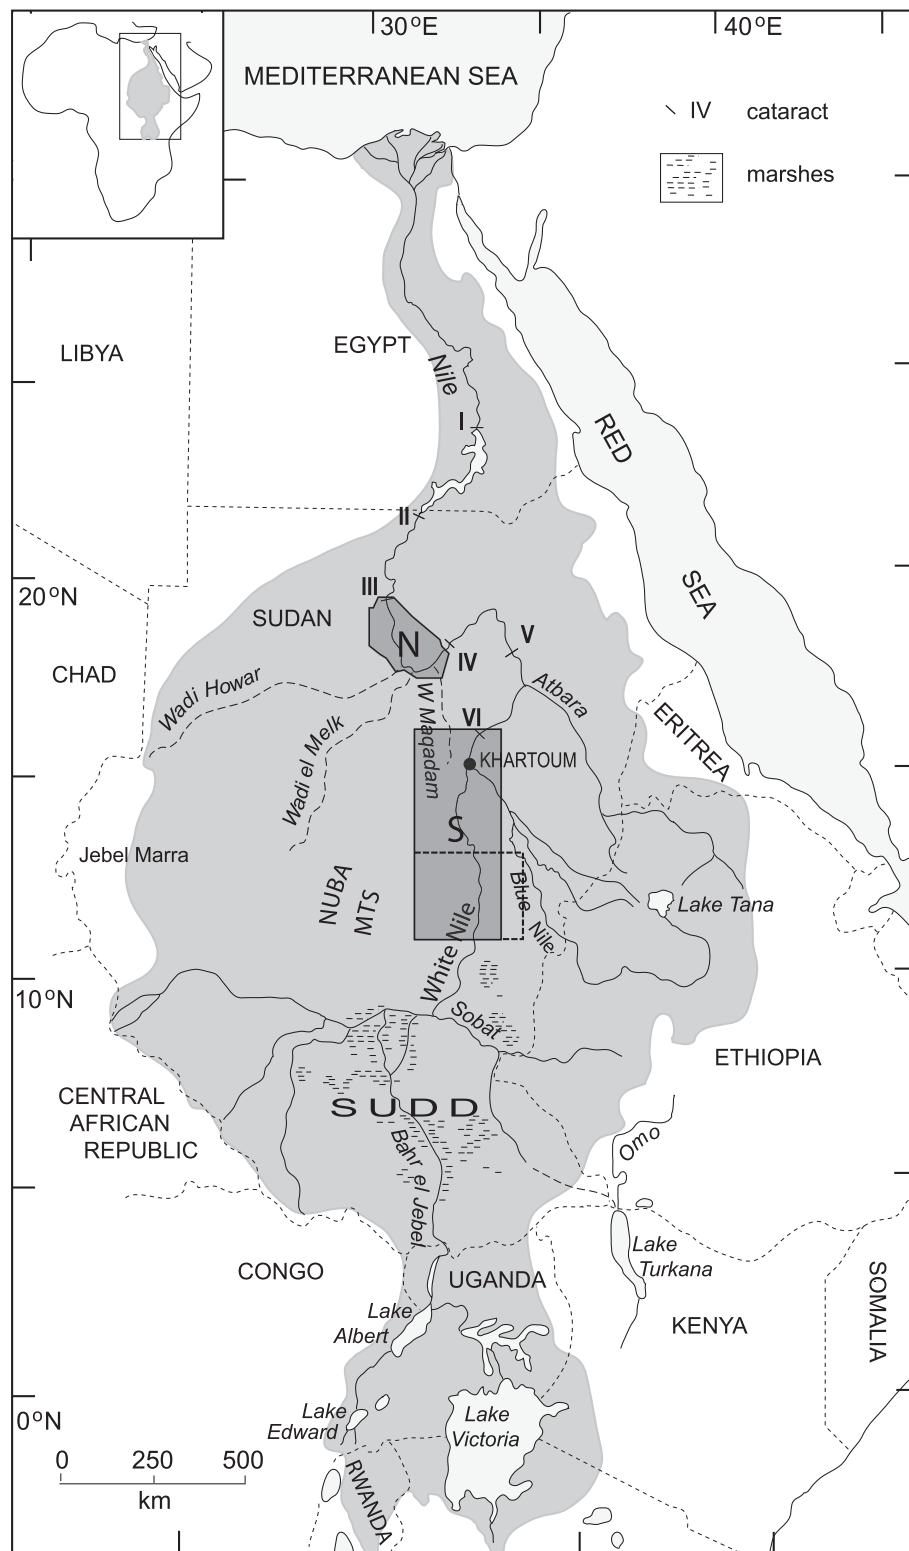 30°E
40°E
MEDITERRANEAN SEA
IV cataract
marshes
LIBYA
EGYPT
Nile
I
RED
II
SEA
20°N
III
SUDAN
N
V
IV
CHAD
Wadi Howar
Atbara
W Maqadam
VI
ERITREA
Wadi el Melk
KHARTOUM
S
Jebel Marra
NUBA
MTS
Blue
Nile
Lake Tana
White Nile
10°N
Sobat
ETHIOPIA
CENTRAL
AFRICAN
REPUBLIC
SUDD
Omo
Bahr el Jebel
Lake
Turkana
CONGO
UGANDA
SOMALIA
Lake
Albert
KENYA
Lake
Edward
Lake
Victoria
0°N
0 250 500
km
RWANDA